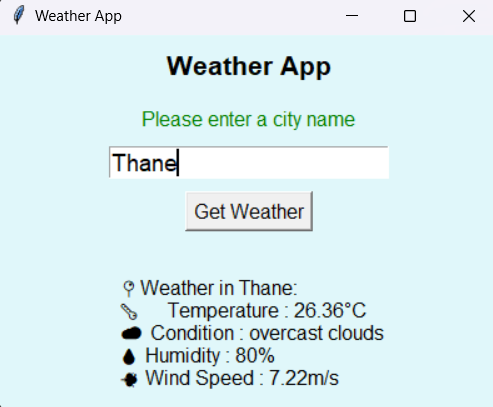 Weather App
Weather App
Please enter a city name
Thane
Get Weather
Weather in Thane:
Temperature : 26.36°C
Condition : overcast clouds
Humidity : 80%
Wind Speed : 7.22m/s